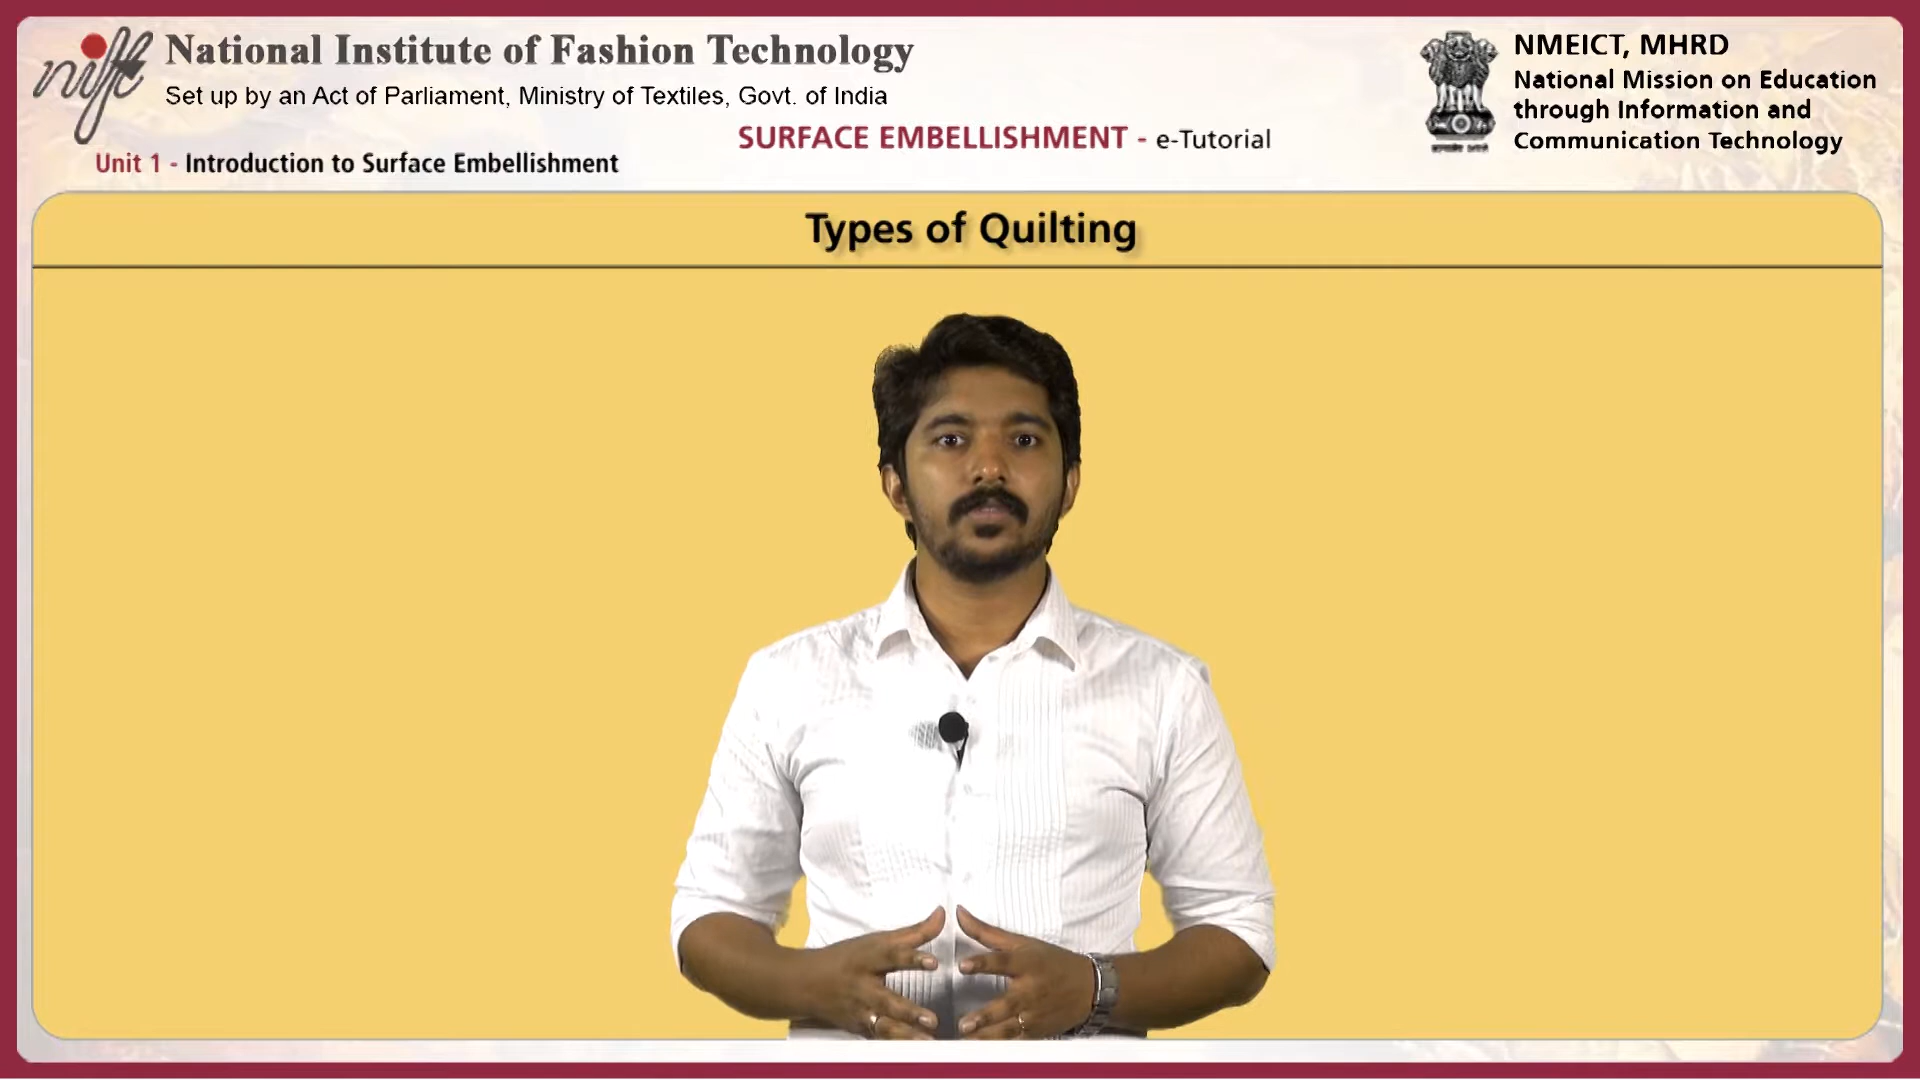 nift
National Institute of Fashion Technology
Set up by an Act of Parliament, Ministry of Textiles, Govt. of India
SURFACE EMBELLISHMENT - e-Tutorial
Unit 1 - Introduction to Surface Embellishment
NMEICT, MHRD
National Mission on Education
through Information and
Communication Technology
Types of Quilting